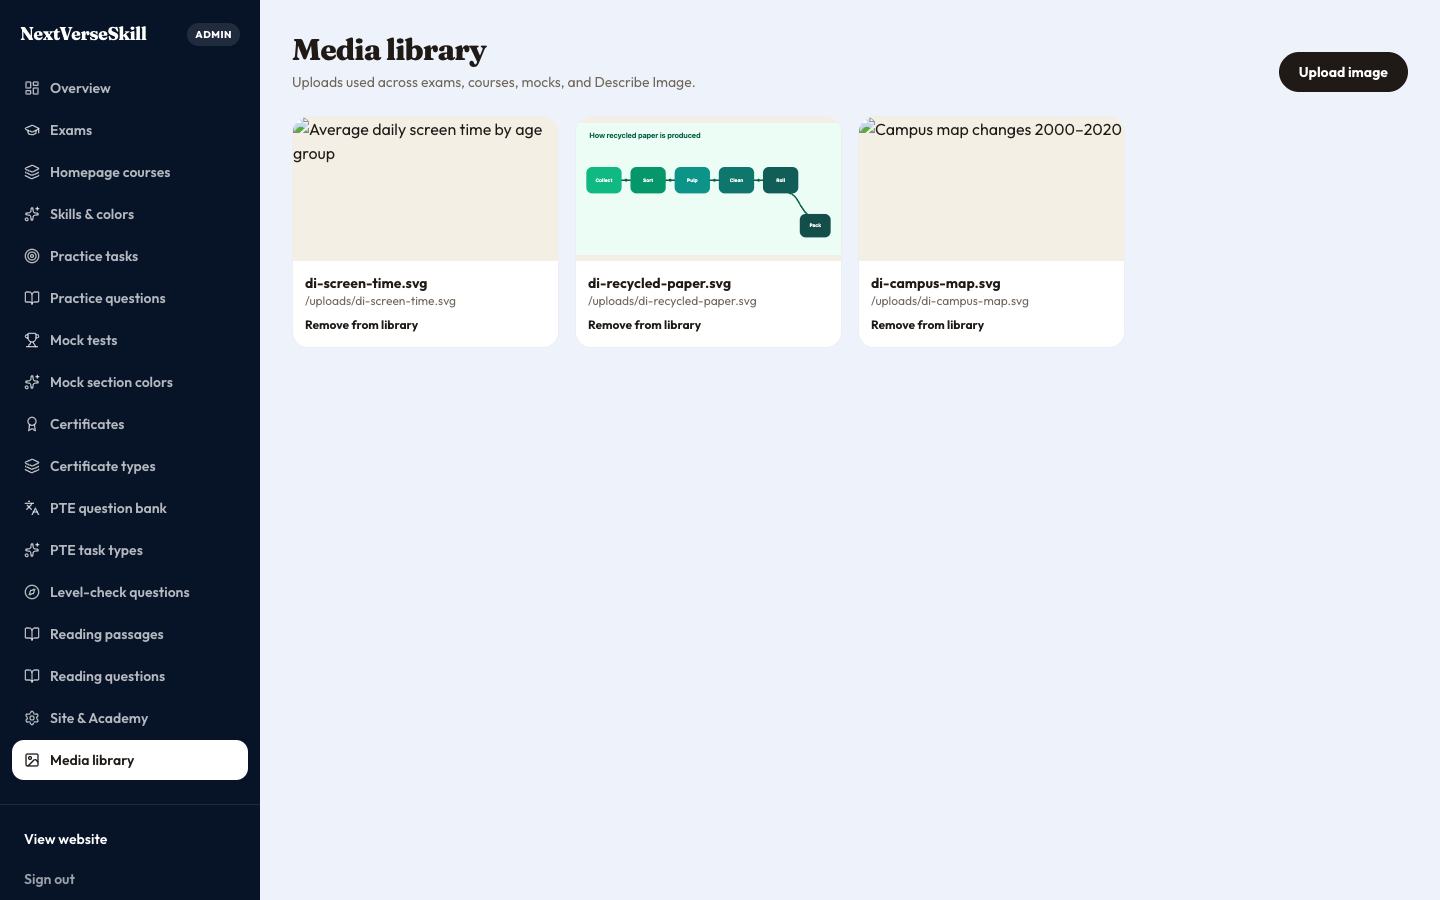 NextVerseSkill
ADMIN
Overview
Exams
Homepage courses
Skills & colors
Practice tasks
Practice questions
Mock tests
Mock section colors
Certificates
Certificate types
PTE question bank
PTE task types
Level-check questions
Reading passages
Reading questions
Site & Academy
Media library
View website
Sign out
Media library
Uploads used across exams, courses, mocks, and Describe Image.
Upload image
Average daily screen time by age
group
di-screen-time.svg
/uploads/di-screen-time.svg
Remove from library
How recycled paper is produced
Collect
Sort
Pulp
Clean
Roll
Pack
di-recycled-paper.svg
/uploads/di-recycled-paper.svg
Remove from library
Campus map changes 2000–2020
di-campus-map.svg
/uploads/di-campus-map.svg
Remove from library